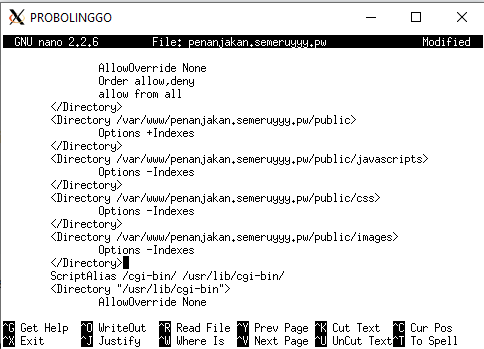 PROBOLINGGO
GNU nano 2.2.6 File: penanjakan.semeruyyy.pw Modified
AllowOverride None
Order allow,deny
allow from all
</Directory>
<Directory /var/www/penanjakan.semeruyyy.pw/public>
Options +Indexes
</Directory>
<Directory /var/www/penanjakan.semeruyyy.pw/public/javascripts>
Options -Indexes
</Directory>
<Directory /var/www/penanjakan.semeruyyy.pw/public/css>
Options -Indexes
</Directory>
<Directory /var/www/penanjakan.semeruyyy.pw/public/images>
Options -Indexes
</Directory>
ScriptAlias /cgi-bin/ /usr/lib/cgi-bin/
<Directory "/usr/lib/cgi-bin">
AllowOverride None
^G Get Help ^O WriteOut ^R Read File ^Y Prev Page ^K Cut Text ^C Cur Pos
^X Exit ^J Justify ^W Where Is ^V Next Page ^U UnCut Text ^T To Spell